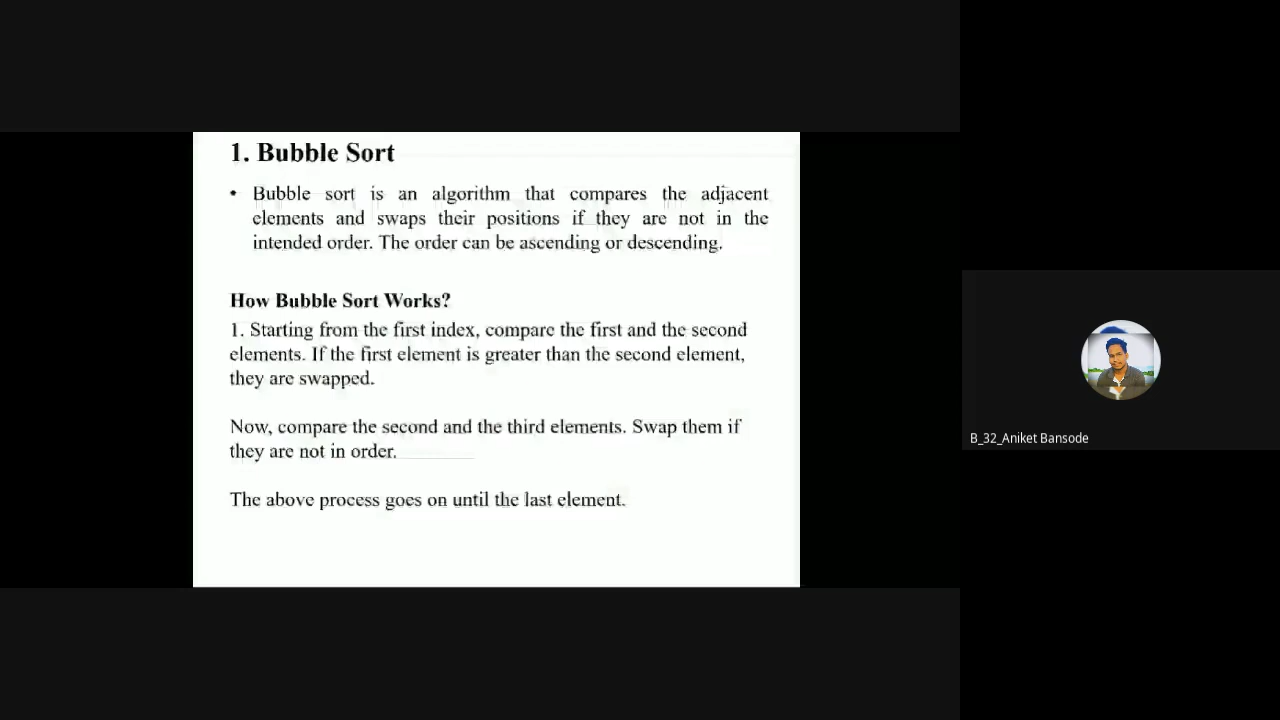 1. Bubble Sort
• Bubble sort is an algorithm that compares the adjacent
elements and swaps their positions if they are not in the
intended order. The order can be ascending or descending.
How Bubble Sort Works?
1. Starting from the first index, compare the first and the second
elements. If the first element is greater than the second element,
they are swapped.
Now, compare the second and the third elements. Swap them if
they are not in order.
The above process goes on until the last element.
B_32_Aniket Bansode